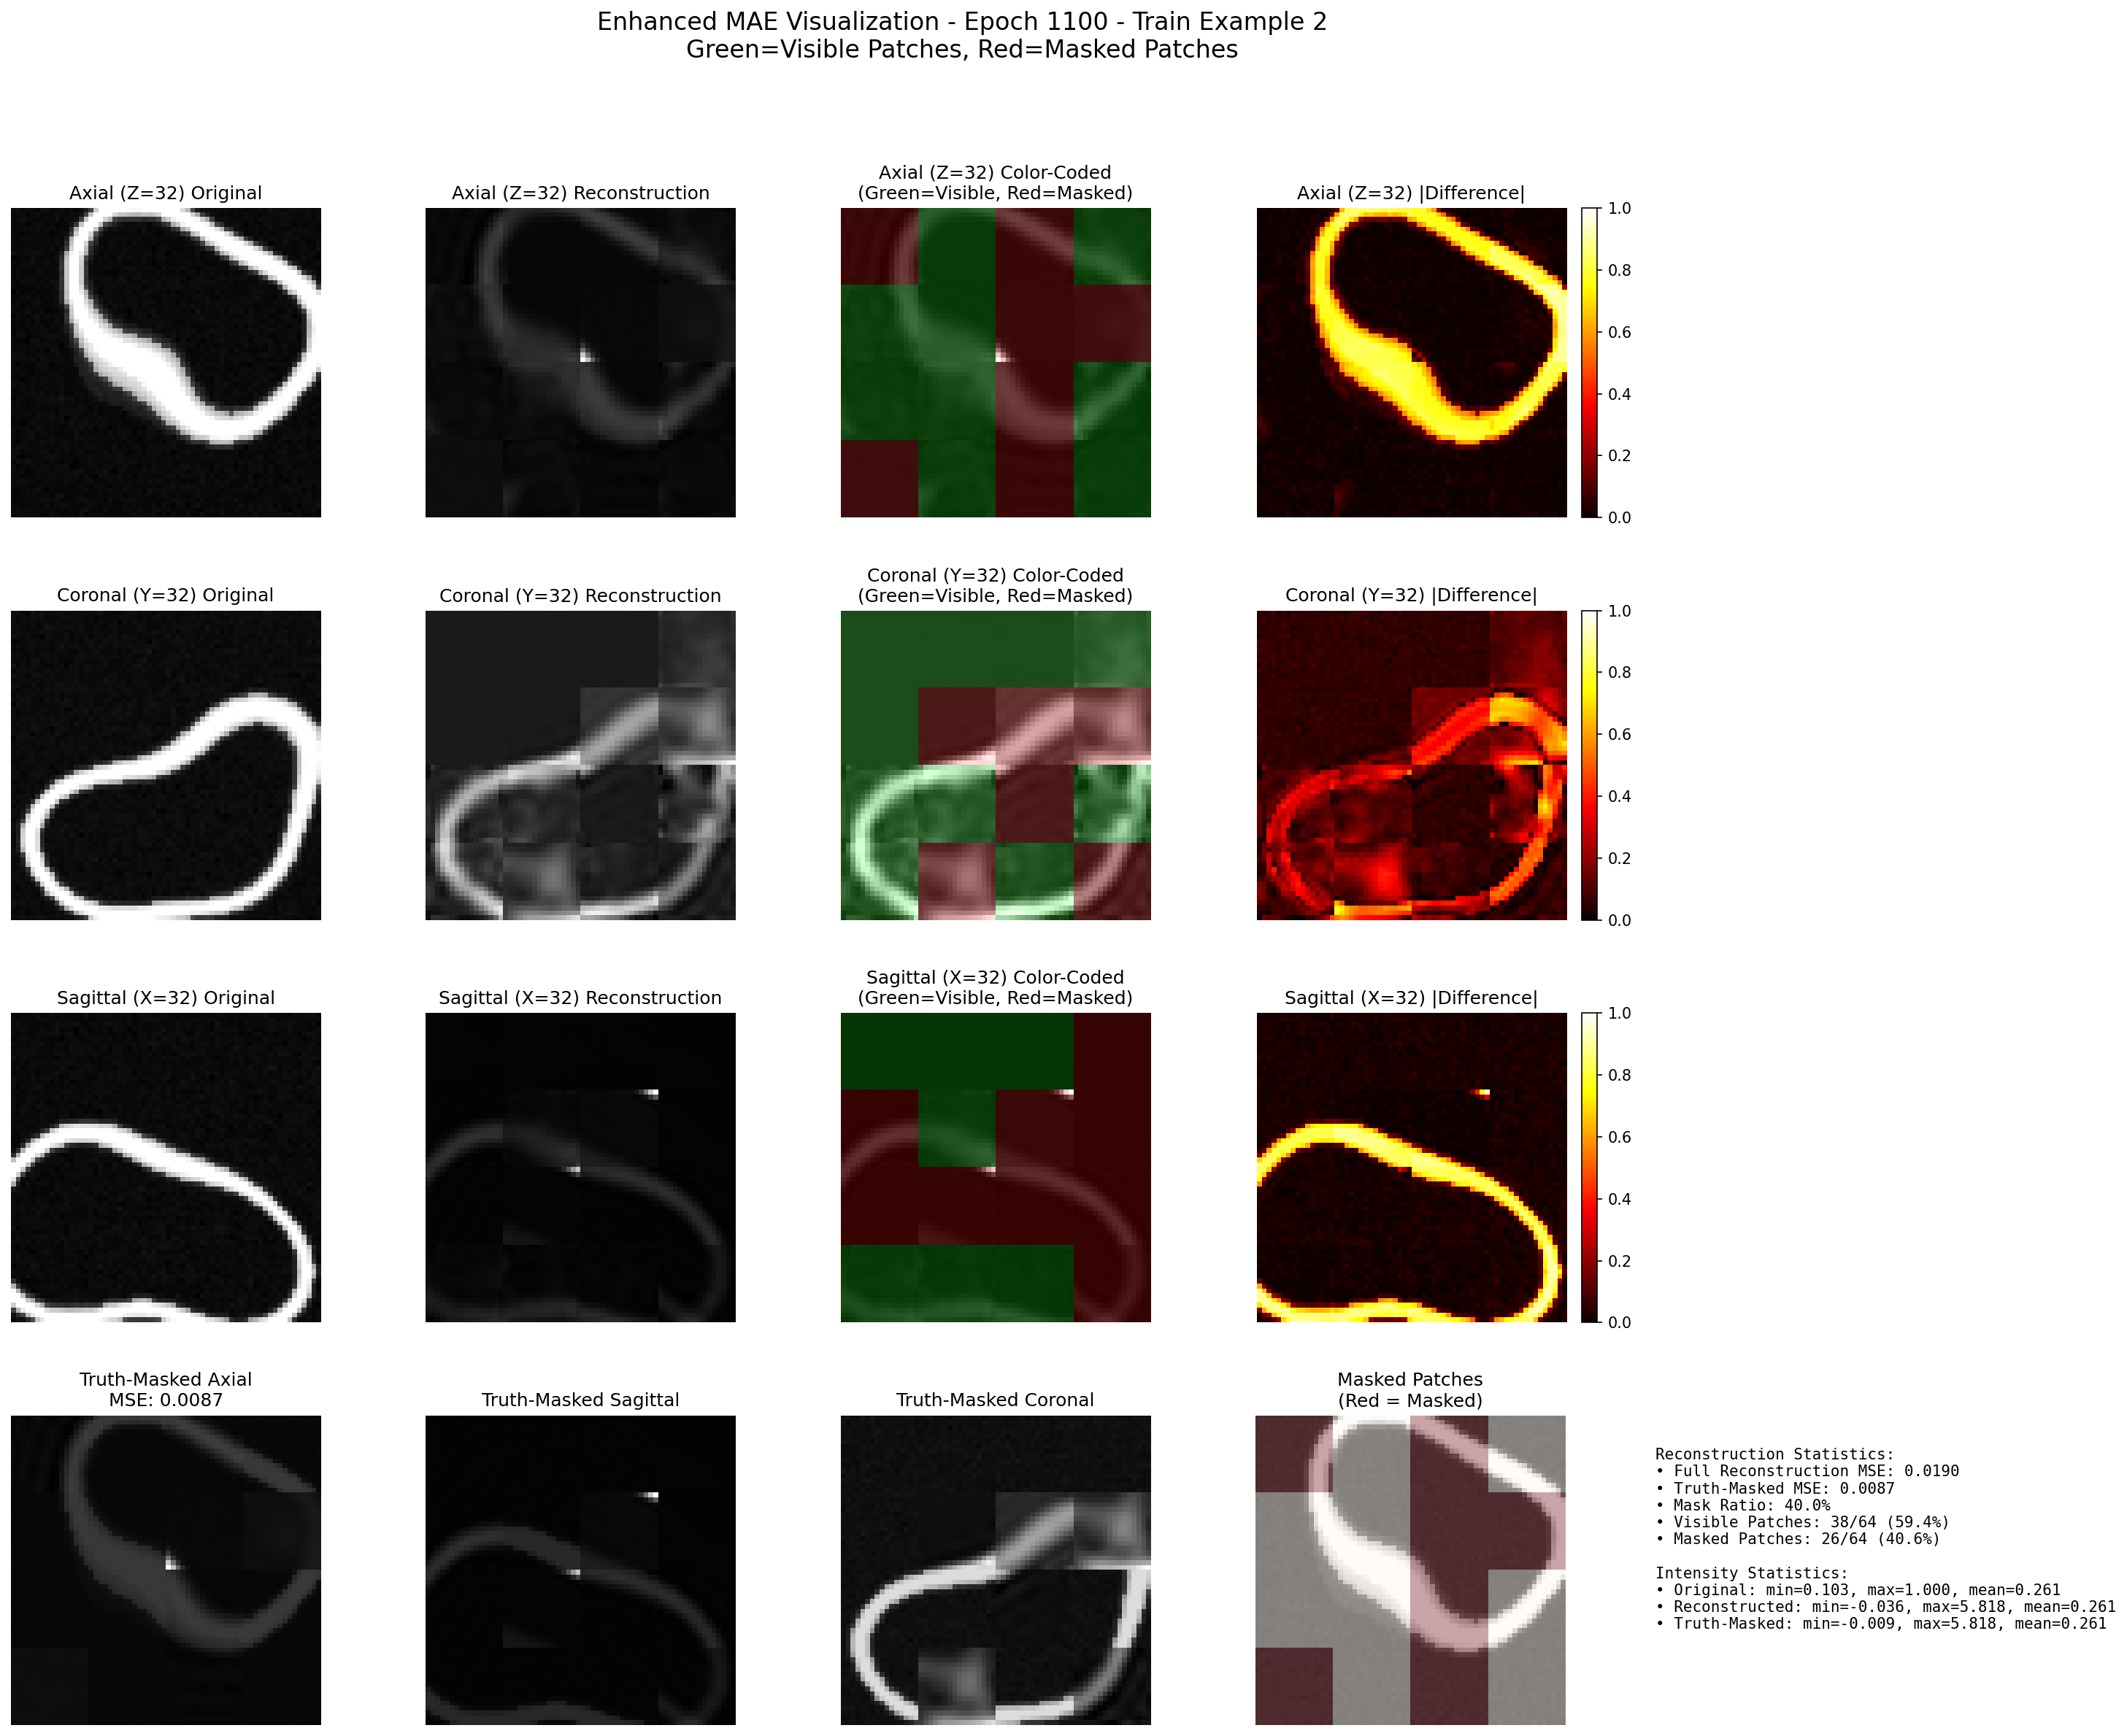 Enhanced MAE Visualization - Epoch 1100 - Train Example 2
Green=Visible Patches, Red=Masked Patches
Axial (Z=32) Original
Axial (Z=32) Reconstruction
Axial (Z=32) Color-Coded
(Green=Visible, Red=Masked)
Axial (Z=32) |Difference|
1.0
0.8
0.6
0.4
0.2
0.0
Coronal (Y=32) Original
Coronal (Y=32) Reconstruction
Coronal (Y=32) Color-Coded
(Green=Visible, Red=Masked)
Coronal (Y=32) |Difference|
1.0
0.8
0.6
0.4
0.2
0.0
Sagittal (X=32) Original
Sagittal (X=32) Reconstruction
Sagittal (X=32) Color-Coded
(Green=Visible, Red=Masked)
Sagittal (X=32) |Difference|
1.0
0.8
0.6
0.4
0.2
0.0
Truth-Masked Axial
MSE: 0.0087
Truth-Masked Sagittal
Truth-Masked Coronal
Masked Patches
(Red = Masked)
Reconstruction Statistics:
• Full Reconstruction MSE: 0.0190
• Truth-Masked MSE: 0.0087
• Mask Ratio: 40.0%
• Visible Patches: 38/64 (59.4%)
• Masked Patches: 26/64 (40.6%)
Intensity Statistics:
• Original: min=0.103, max=1.000, mean=0.261
• Reconstructed: min=-0.036, max=5.818, mean=0.261
• Truth-Masked: min=-0.009, max=5.818, mean=0.261